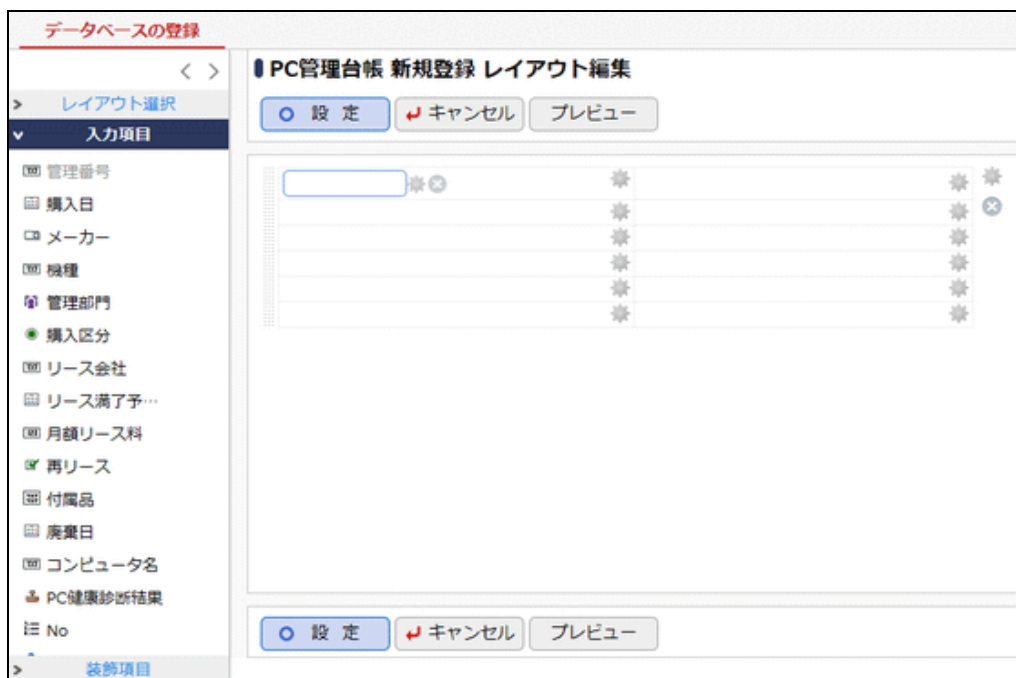 データベースの登録
レイアウト選択
入力項目
管理番号
購入日
メーカー
機種
管理部門
購入区分
リース会社
リース満了予…
月額リース料
再リース
付属品
廃棄日
コンピュータ名
PC健康診断結果
No
装飾項目
PC管理台帳 新規登録 レイアウト編集
設 定
キャンセル
プレビュー
設 定
キャンセル
プレビュー